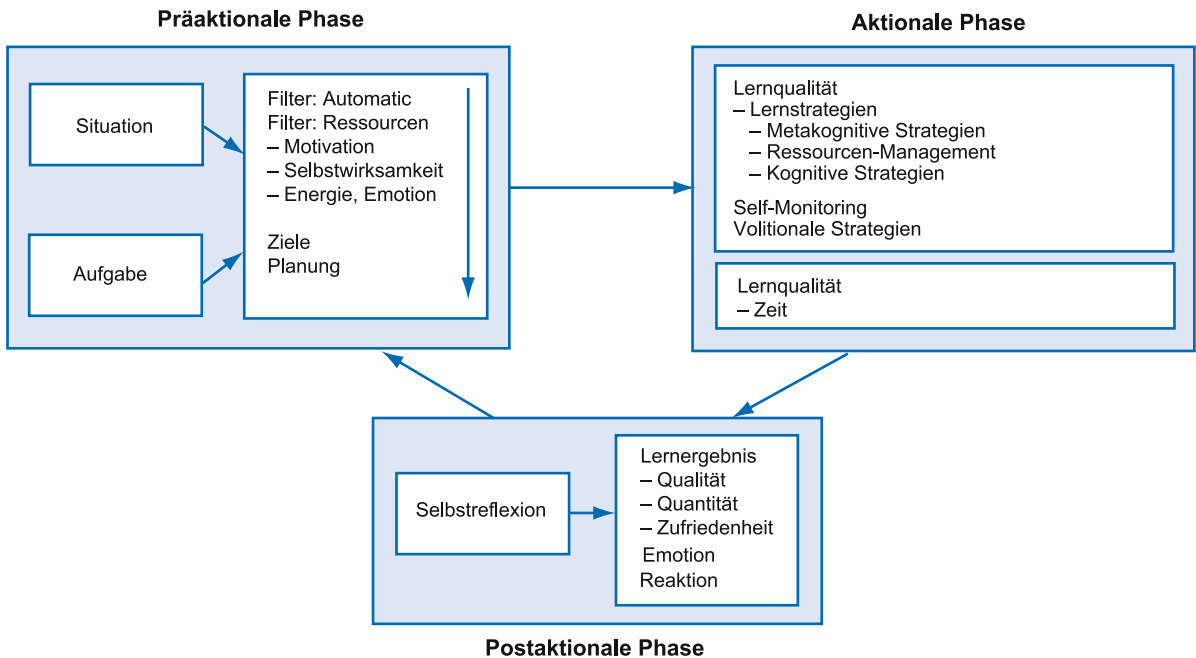 Präaktionale Phase
Situation
Aufgabe
Filter: Automatic
Filter: Ressourcen
– Motivation
– Selbstwirksamkeit
– Energie, Emotion
Ziele
Planung
Aktionale Phase
Lernqualität
– Lernstrategien
– Metakognitive Strategien
– Ressourcen-Management
– Kognitive Strategien
Self-Monitoring
Volitionale Strategien
Lernqualität
– Zeit
Selbstreflexion
Lernergebnis
– Qualität
– Quantität
– Zufriedenheit
Emotion
Reaktion
Postaktionale Phase